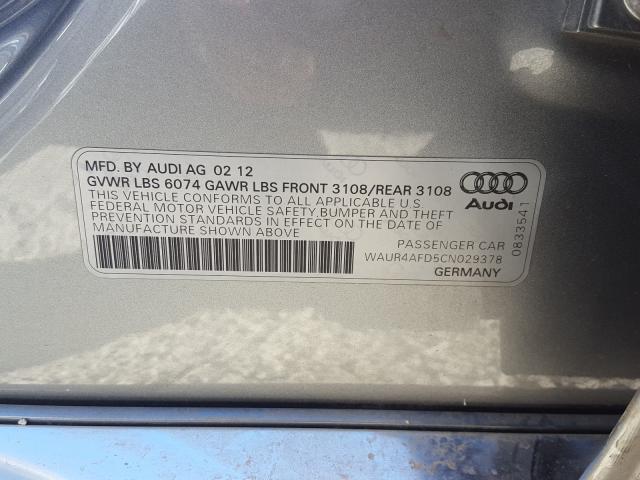 MFD. BY AUDI AG 02 12
GVWR LBS 6074 GAWR LBS FRONT 3108/REAR 3108
THIS VEHICLE CONFORMS TO ALL APPLICABLE U.S.
FEDERAL MOTOR VEHICLE SAFETY,BUMPER AND THEFT
PREVENTION STANDARDS IN EFFECT ON THE DATE OF
MANUFACTURE SHOWN ABOVE
PASSENGER CAR
WAUR4AFD5CN029378
GERMANY
Audi
0833541